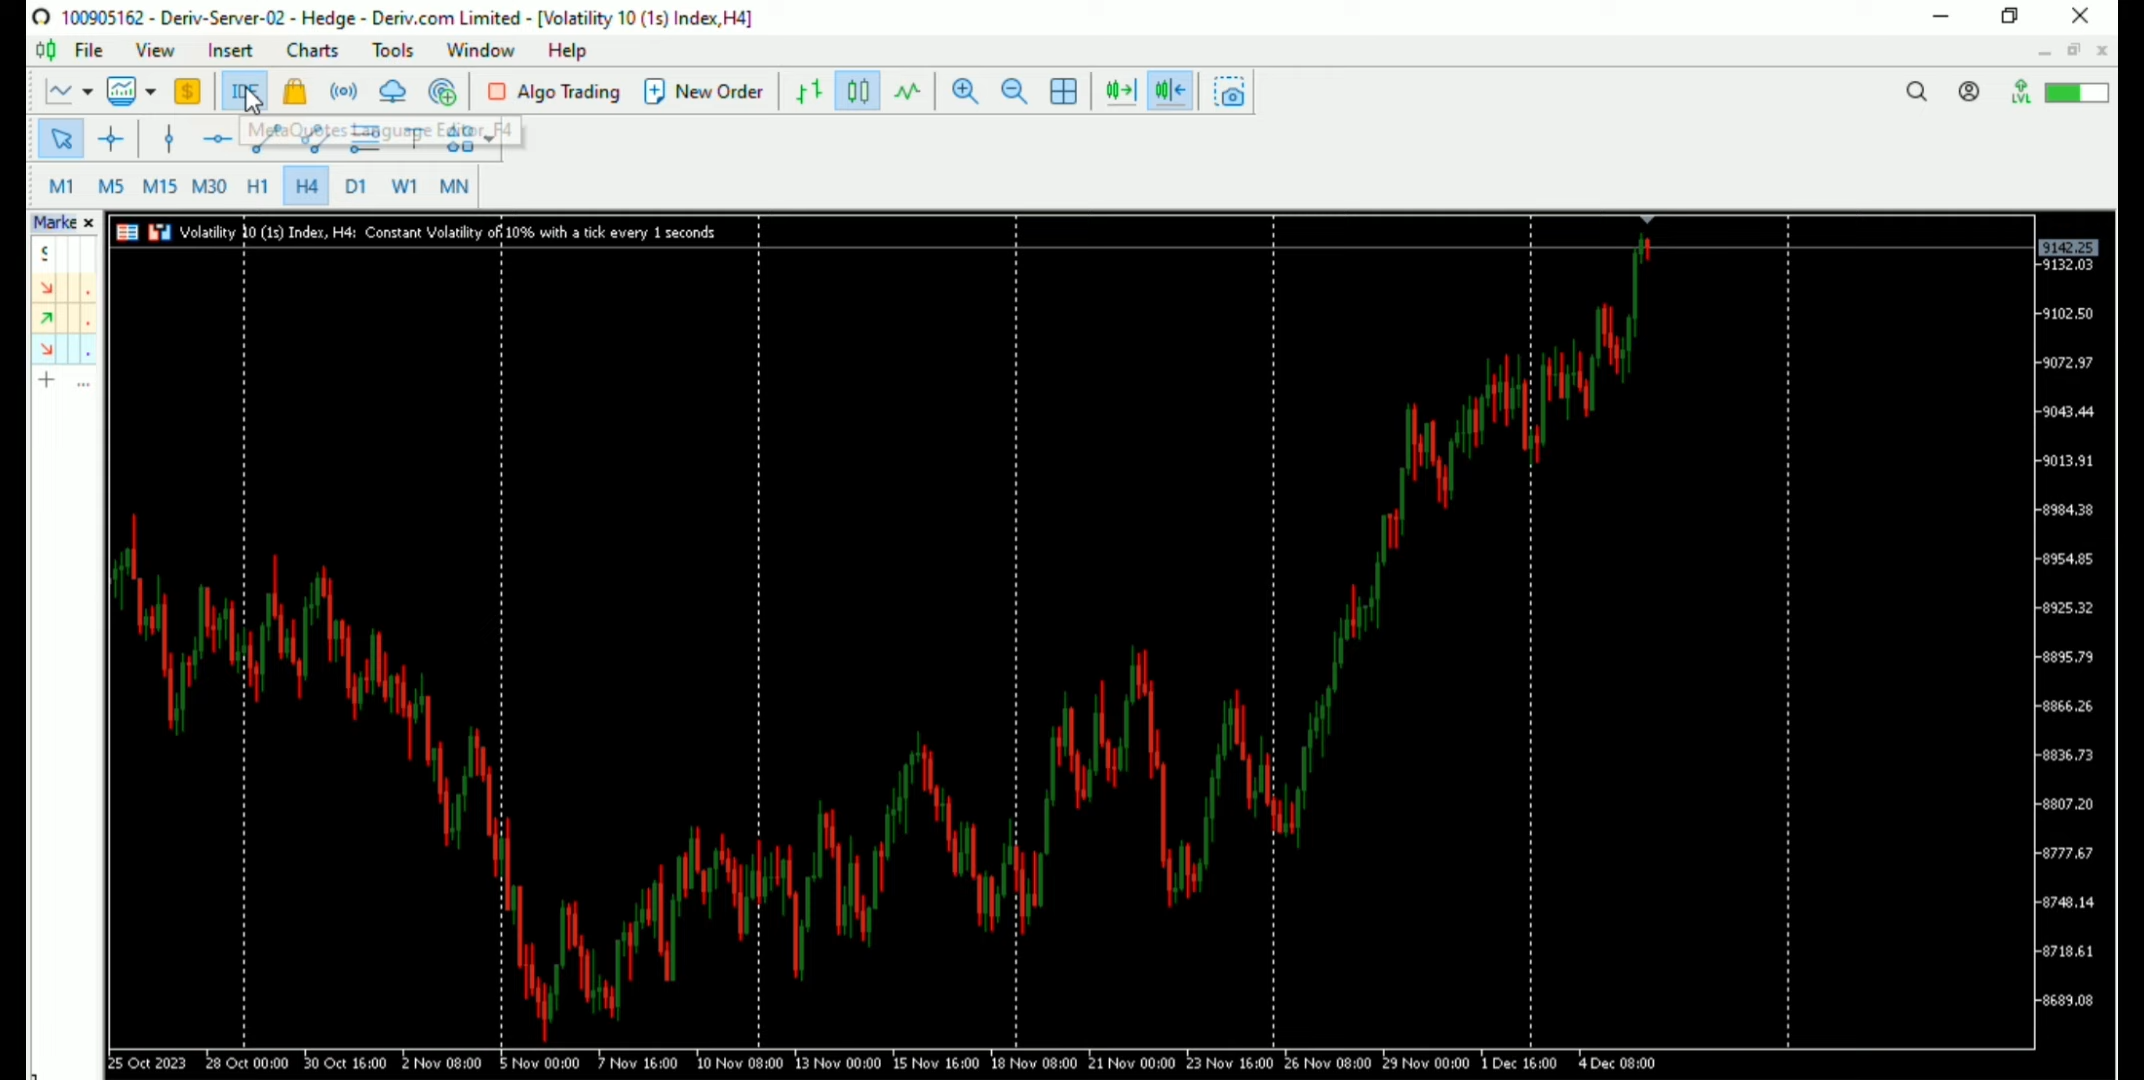 100905162 - Deriv-Server-02 - Hedge - Deriv.com Limited - [Volatility 10 (1s) Index,H4]
File View Insert Charts Tools Window Help
IDE Algo Trading New Order LVL
MetaQuotes Language Editor, F4
M1 M5 M15 M30 H1 H4 D1 W1 MN
Marke
Volatility 10 (1s) Index, H4: Constant Volatility of 10% with a tick every 1 seconds
9142.25
9132.03
9102.50
9072.97
9043.44
9013.91
8984.38
8954.85
8925.32
8895.79
8866.26
8836.73
8807.20
8777.67
8748.14
8718.61
8689.08
25 Oct 2023 28 Oct 00:00 30 Oct 16:00 2 Nov 08:00 5 Nov 00:00 7 Nov 16:00 10 Nov 08:00 13 Nov 00:00 15 Nov 16:00 18 Nov 08:00 21 Nov 00:00 23 Nov 16:00 26 Nov 08:00 29 Nov 00:00 1 Dec 16:00 4 Dec 08:00